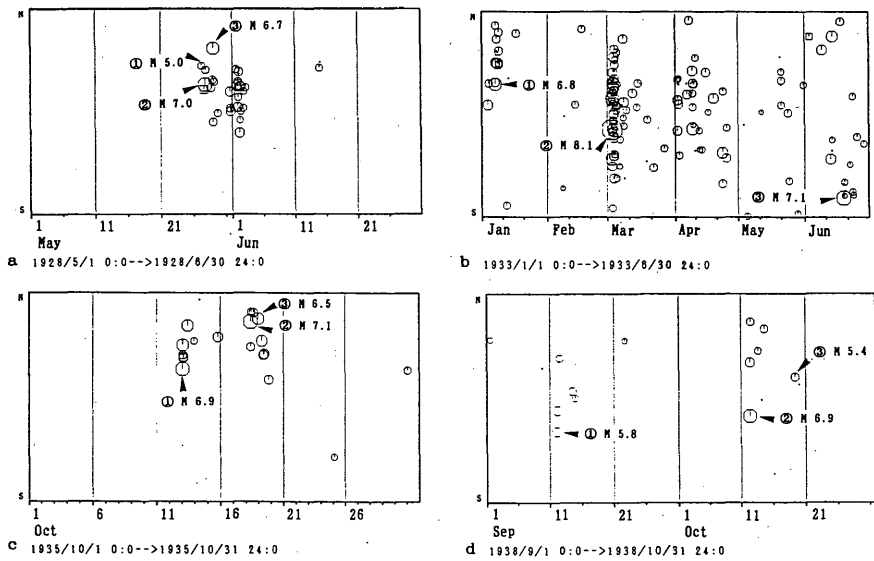 N
③ M 6.7
① M 5.0
② M 7.0
S
1 11 21 1 11 21
May Jun
a 1928/5/1 0:0-->1928/6/30 24:0
N
① M 6.8
② M 8.1
③ M 7.1
S
Jan Feb Mar Apr May Jun
b 1933/1/1 0:0-->1933/6/30 24:0
N
③ M 6.5
② M 7.1
① M 6.9
S
1 6 11 16 21 26
Oct
c 1935/10/1 0:0-->1935/10/31 24:0
N
③ M 5.4
② M 6.9
① M 5.8
S
1 11 21 1 11 21
Sep Oct
d 1938/9/1 0:0-->1938/10/31 24:0